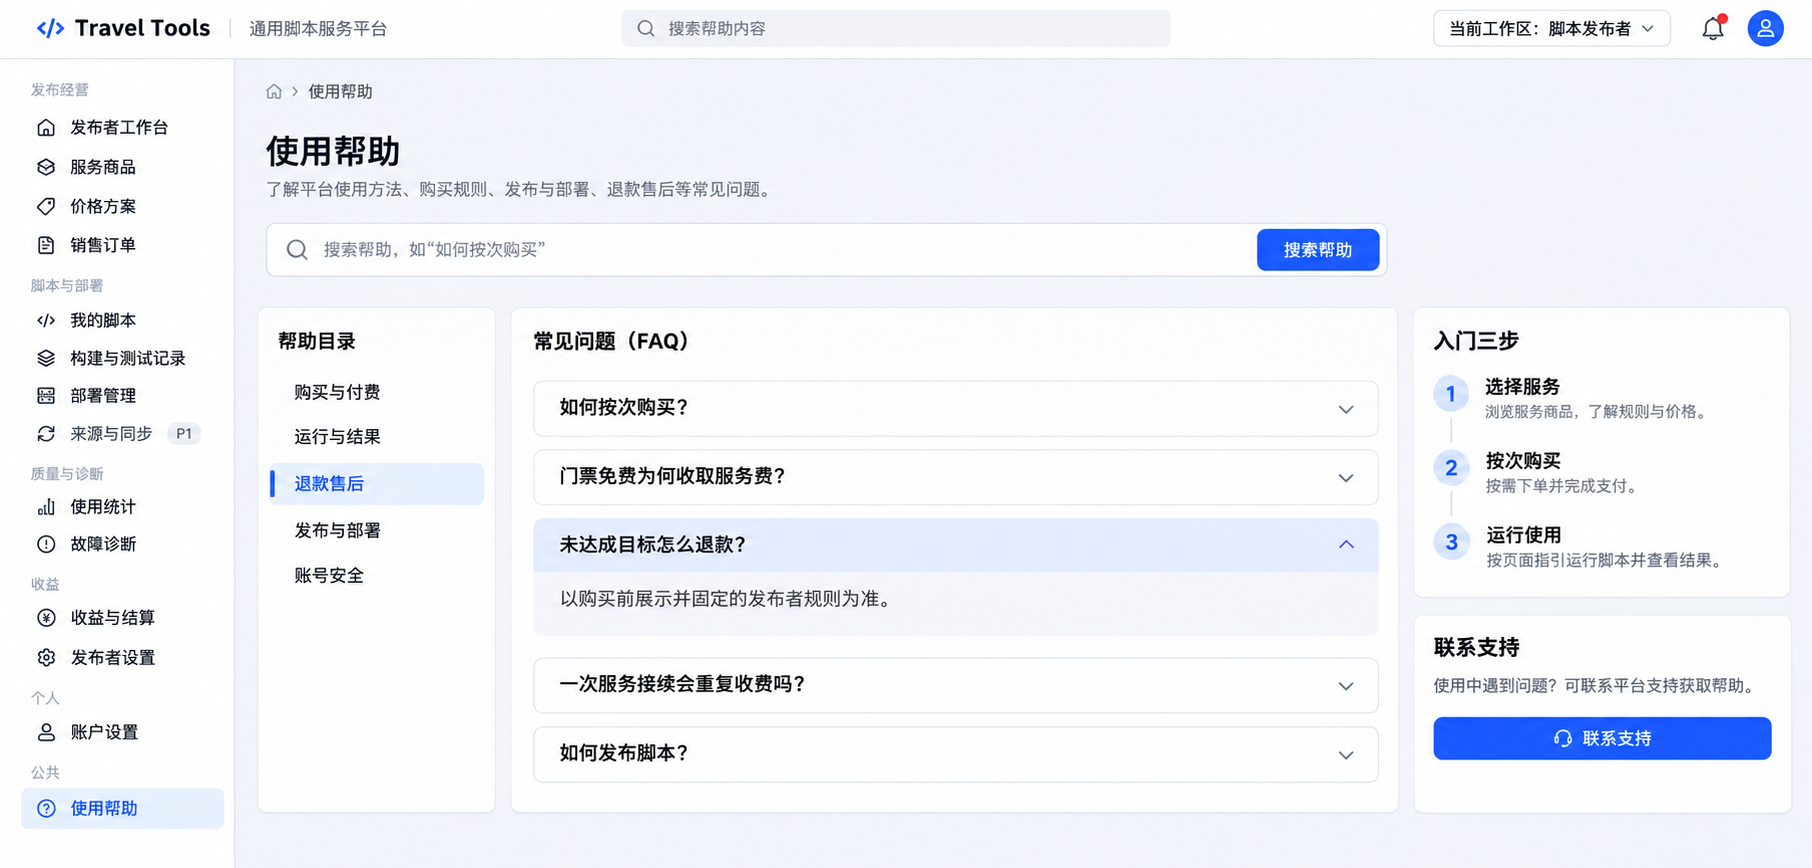 </> Travel Tools
通用脚本服务平台
搜索帮助内容
当前工作区：脚本发布者
发布经营
发布者工作台
服务商品
价格方案
销售订单
脚本与部署
我的脚本
构建与测试记录
部署管理
来源与同步 P1
质量与诊断
使用统计
故障诊断
收益
收益与结算
发布者设置
个人
账户设置
公共
使用帮助
使用帮助
使用帮助
了解平台使用方法、购买规则、发布与部署、退款售后等常见问题。
搜索帮助，如“如何按次购买”
搜索帮助
帮助目录
购买与付费
运行与结果
退款售后
发布与部署
账号安全
常见问题（FAQ）
如何按次购买？
门票免费为何收取服务费？
未达成目标怎么退款？
以购买前展示并固定的发布者规则为准。
一次服务接续会重复收费吗？
如何发布脚本？
入门三步
1 选择服务
浏览服务商品，了解规则与价格。
2 按次购买
按需下单并完成支付。
3 运行使用
按页面指引运行脚本并查看结果。
联系支持
使用中遇到问题？可联系平台支持获取帮助。
联系支持